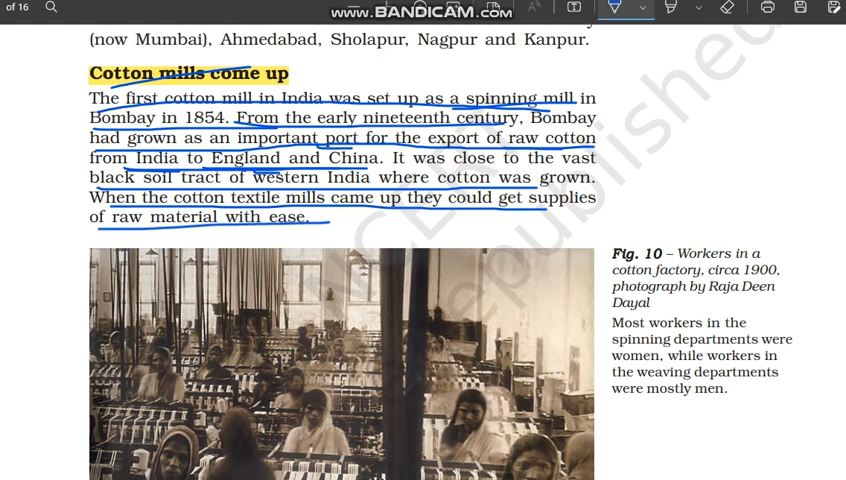 of 16
www.BANDICAM.com
(now Mumbai), Ahmedabad, Sholapur, Nagpur and Kanpur.
Cotton mills come up
The first cotton mill in India was set up as a spinning mill in
Bombay in 1854. From the early nineteenth century, Bombay
had grown as an important port for the export of raw cotton
from India to England and China. It was close to the vast
black soil tract of western India where cotton was grown.
When the cotton textile mills came up they could get supplies
of raw material with ease.
Fig. 10 – Workers in a
cotton factory, circa 1900,
photograph by Raja Deen
Dayal
Most workers in the
spinning departments were
women, while workers in
the weaving departments
were mostly men.
NCERT
republished